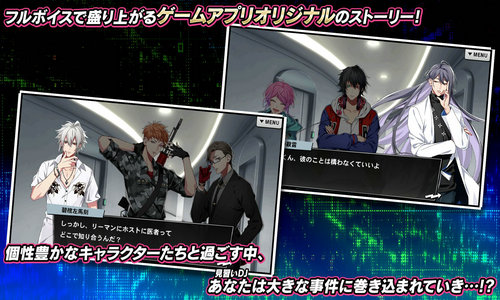 フルボイスで盛り上がるゲームアプリオリジナルのストーリー!
▼MENU
くん、彼のことは構わなくていいよ
▼MENU
碧棺左馬刻
しかし、リーマンにホストに医者って
どこで知り合うんだ?
個性豊かなキャラクターたちと過ごす中、
見習いDJ
あなたは大きな事件に巻き込まれていき…!?